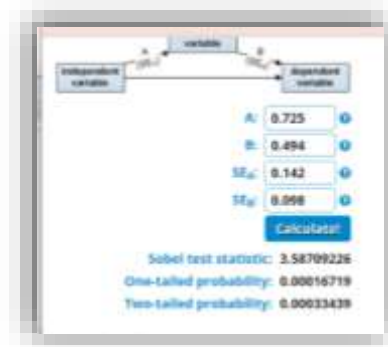 variable
A
B
independent
variable
dependent
variable
A: 0.725
B: 0.494
SEA: 0.142
SEB: 0.098
Calculate!
Sobel test statistic: 3.58709226
One-tailed probability: 0.00016719
Two-tailed probability: 0.00033439